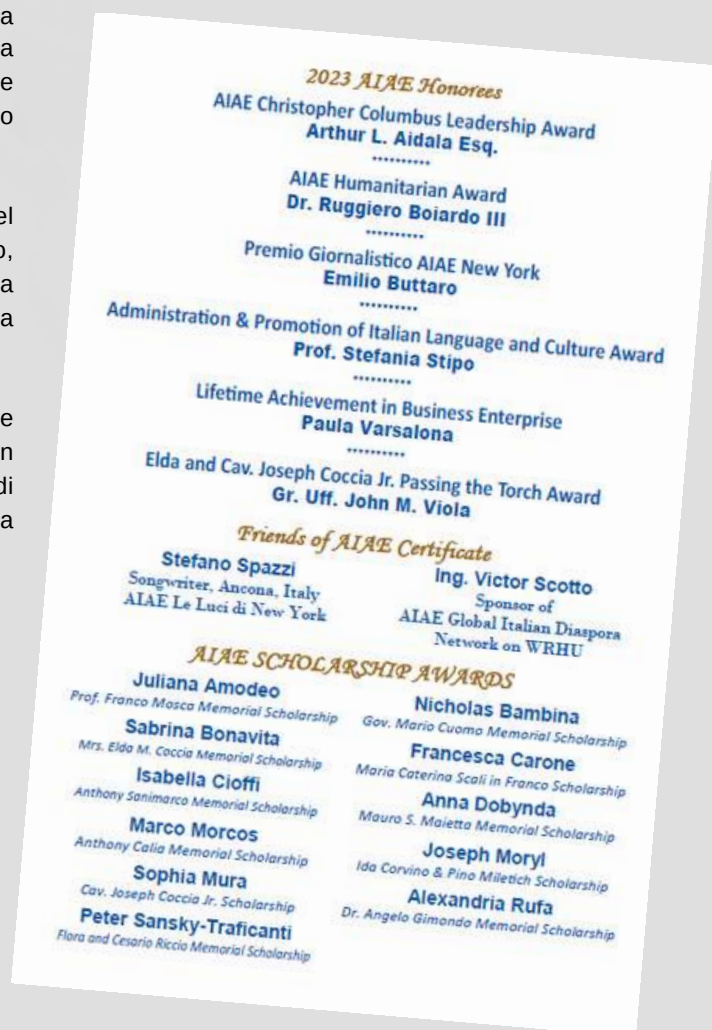 a
a
e
o
el
o,
a
a
e
n
di
a
2023 AIAE Honorees
AIAE Christopher Columbus Leadership Award
Arthur L. Aidala Esq.
••••••••••
AIAE Humanitarian Award
Dr. Ruggiero Boiardo III
••••••••••
Premio Giornalistico AIAE New York
Emilio Buttaro
••••••••••
Administration & Promotion of Italian Language and Culture Award
Prof. Stefania Stipo
••••••••••
Lifetime Achievement in Business Enterprise
Paula Varsalona
••••••••••
Elda and Cav. Joseph Coccia Jr. Passing the Torch Award
Gr. Uff. John M. Viola
Friends of AIAE Certificate
Stefano Spazzi
Songwriter, Ancona, Italy
AIAE Le Luci di New York
Ing. Victor Scotto
Sponsor of
AIAE Global Italian Diaspora
Network on WRHU
AIAE SCHOLARSHIP AWARDS
Juliana Amodeo
Prof. Franco Mosca Memorial Scholarship
Sabrina Bonavita
Mrs. Elda M. Coccia Memorial Scholarship
Isabella Cioffi
Anthony Sanimarco Memorial Scholarship
Marco Morcos
Anthony Calia Memorial Scholarship
Sophia Mura
Cav. Joseph Coccia Jr. Scholarship
Peter Sansky-Traficanti
Flora and Cesario Riccio Memorial Scholarship
Nicholas Bambina
Gov. Mario Cuomo Memorial Scholarship
Francesca Carone
Maria Caterina Scali in Franco Scholarship
Anna Dobynda
Mauro S. Maietta Memorial Scholarship
Joseph Moryl
Ida Corvino & Pino Miletich Scholarship
Alexandria Rufa
Dr. Angelo Gimondo Memorial Scholarship